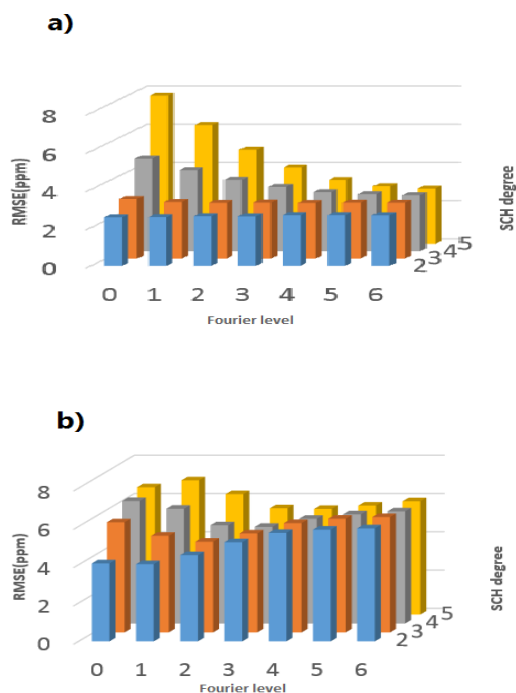 a)
8
6
4
2
0
RMSE(ppm)
0 1 2 3 4 5 6
Fourier level
2 3 4 5
SCH degree
b)
8
6
4
2
0
RMSE(ppm)
0 1 2 3 4 5 6
Fourier level
2 3 4 5
SCH degree